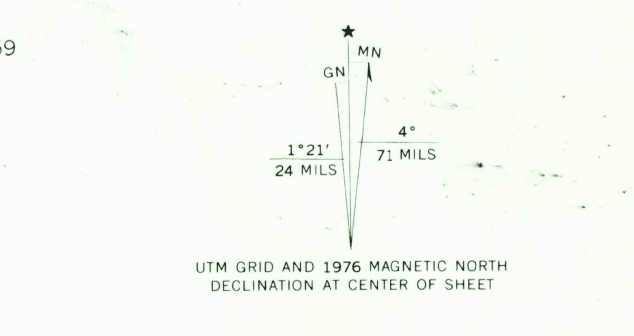 59
★
MN
GN
1°21'
24 MILS
4°
71 MILS
UTM GRID AND 1976 MAGNETIC NORTH
DECLINATION AT CENTER OF SHEET